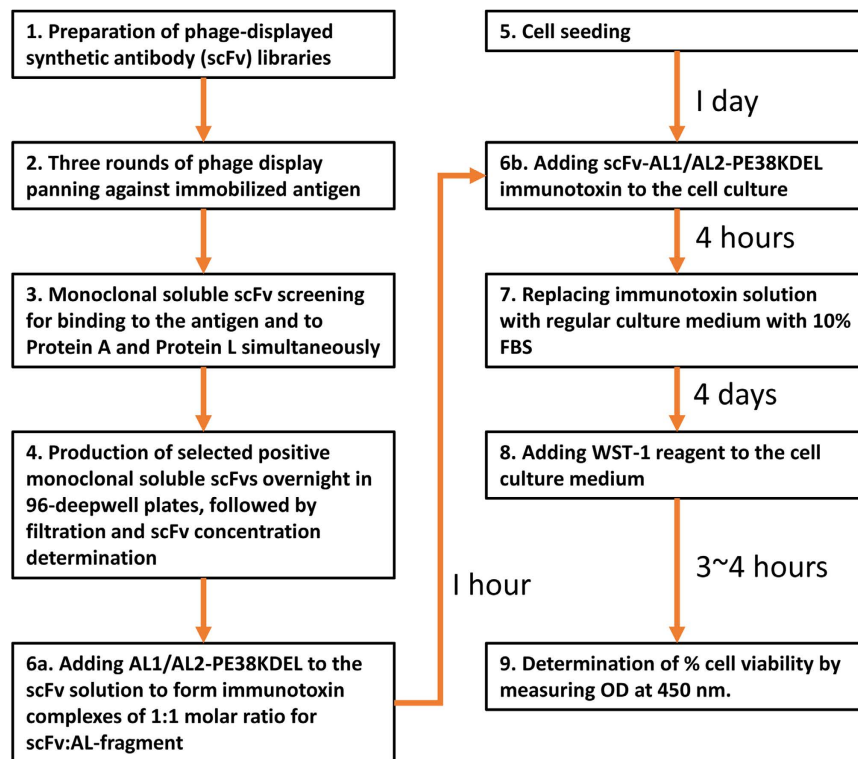 1. Preparation of phage-displayed
synthetic antibody (scFv) libraries
2. Three rounds of phage display
panning against immobilized antigen
3. Monoclonal soluble scFv screening
for binding to the antigen and to
Protein A and Protein L simultaneously
4. Production of selected positive
monoclonal soluble scFvs overnight in
96-deepwell plates, followed by
filtration and scFv concentration
determination
6a. Adding AL1/AL2-PE38KDEL to the
scFv solution to form immunotoxin
complexes of 1:1 molar ratio for
scFv:AL-fragment
1 hour
5. Cell seeding
1 day
6b. Adding scFv-AL1/AL2-PE38KDEL
immunotoxin to the cell culture
4 hours
7. Replacing immunotoxin solution
with regular culture medium with 10%
FBS
4 days
8. Adding WST-1 reagent to the cell
culture medium
3~4 hours
9. Determination of % cell viability by
measuring OD at 450 nm.